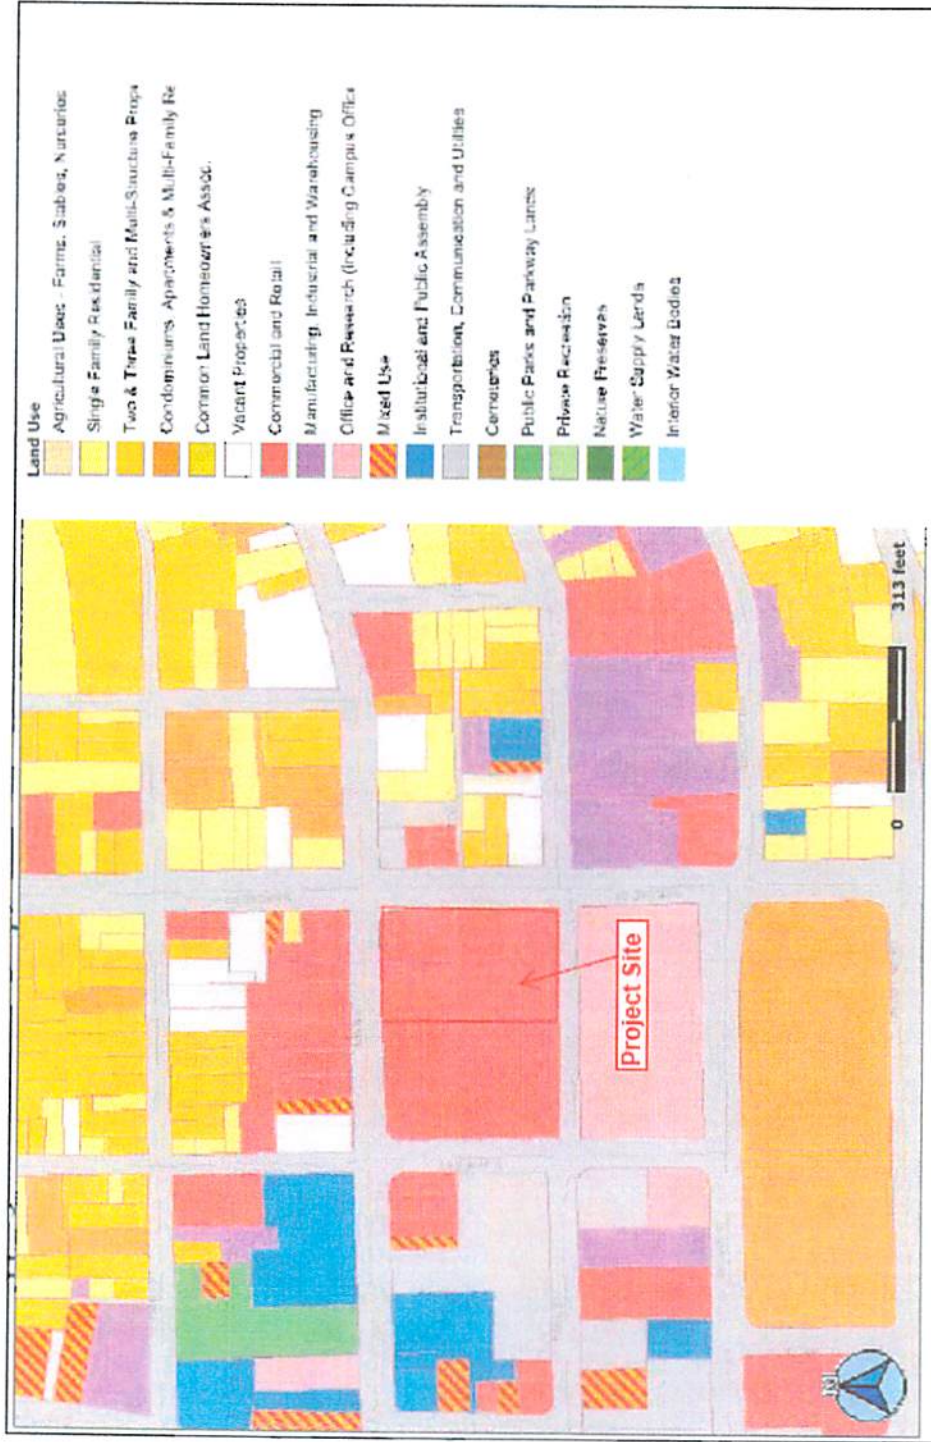 Land Use
Agricultural Uses - Farms, Stables, Nurseries
Single Family Residential
Two & Three Family and Multi-Structure Prope
Condominiums, Apartments & Multi-Family Re
Common Land Homeowners Assoc.
Vacant Properties
Commercial and Retail
Manufacturing, Industrial and Warehousing
Office and Research (Including Campus Office
Mixed Use
Institutional and Public Assembly
Transportation, Communication and Utilities
Cemeteries
Public Parks and Parkway Lands
Private Recreation
Nature Preserves
Water Supply Lands
Interior Water Bodies
Project Site
0
313 feet
N